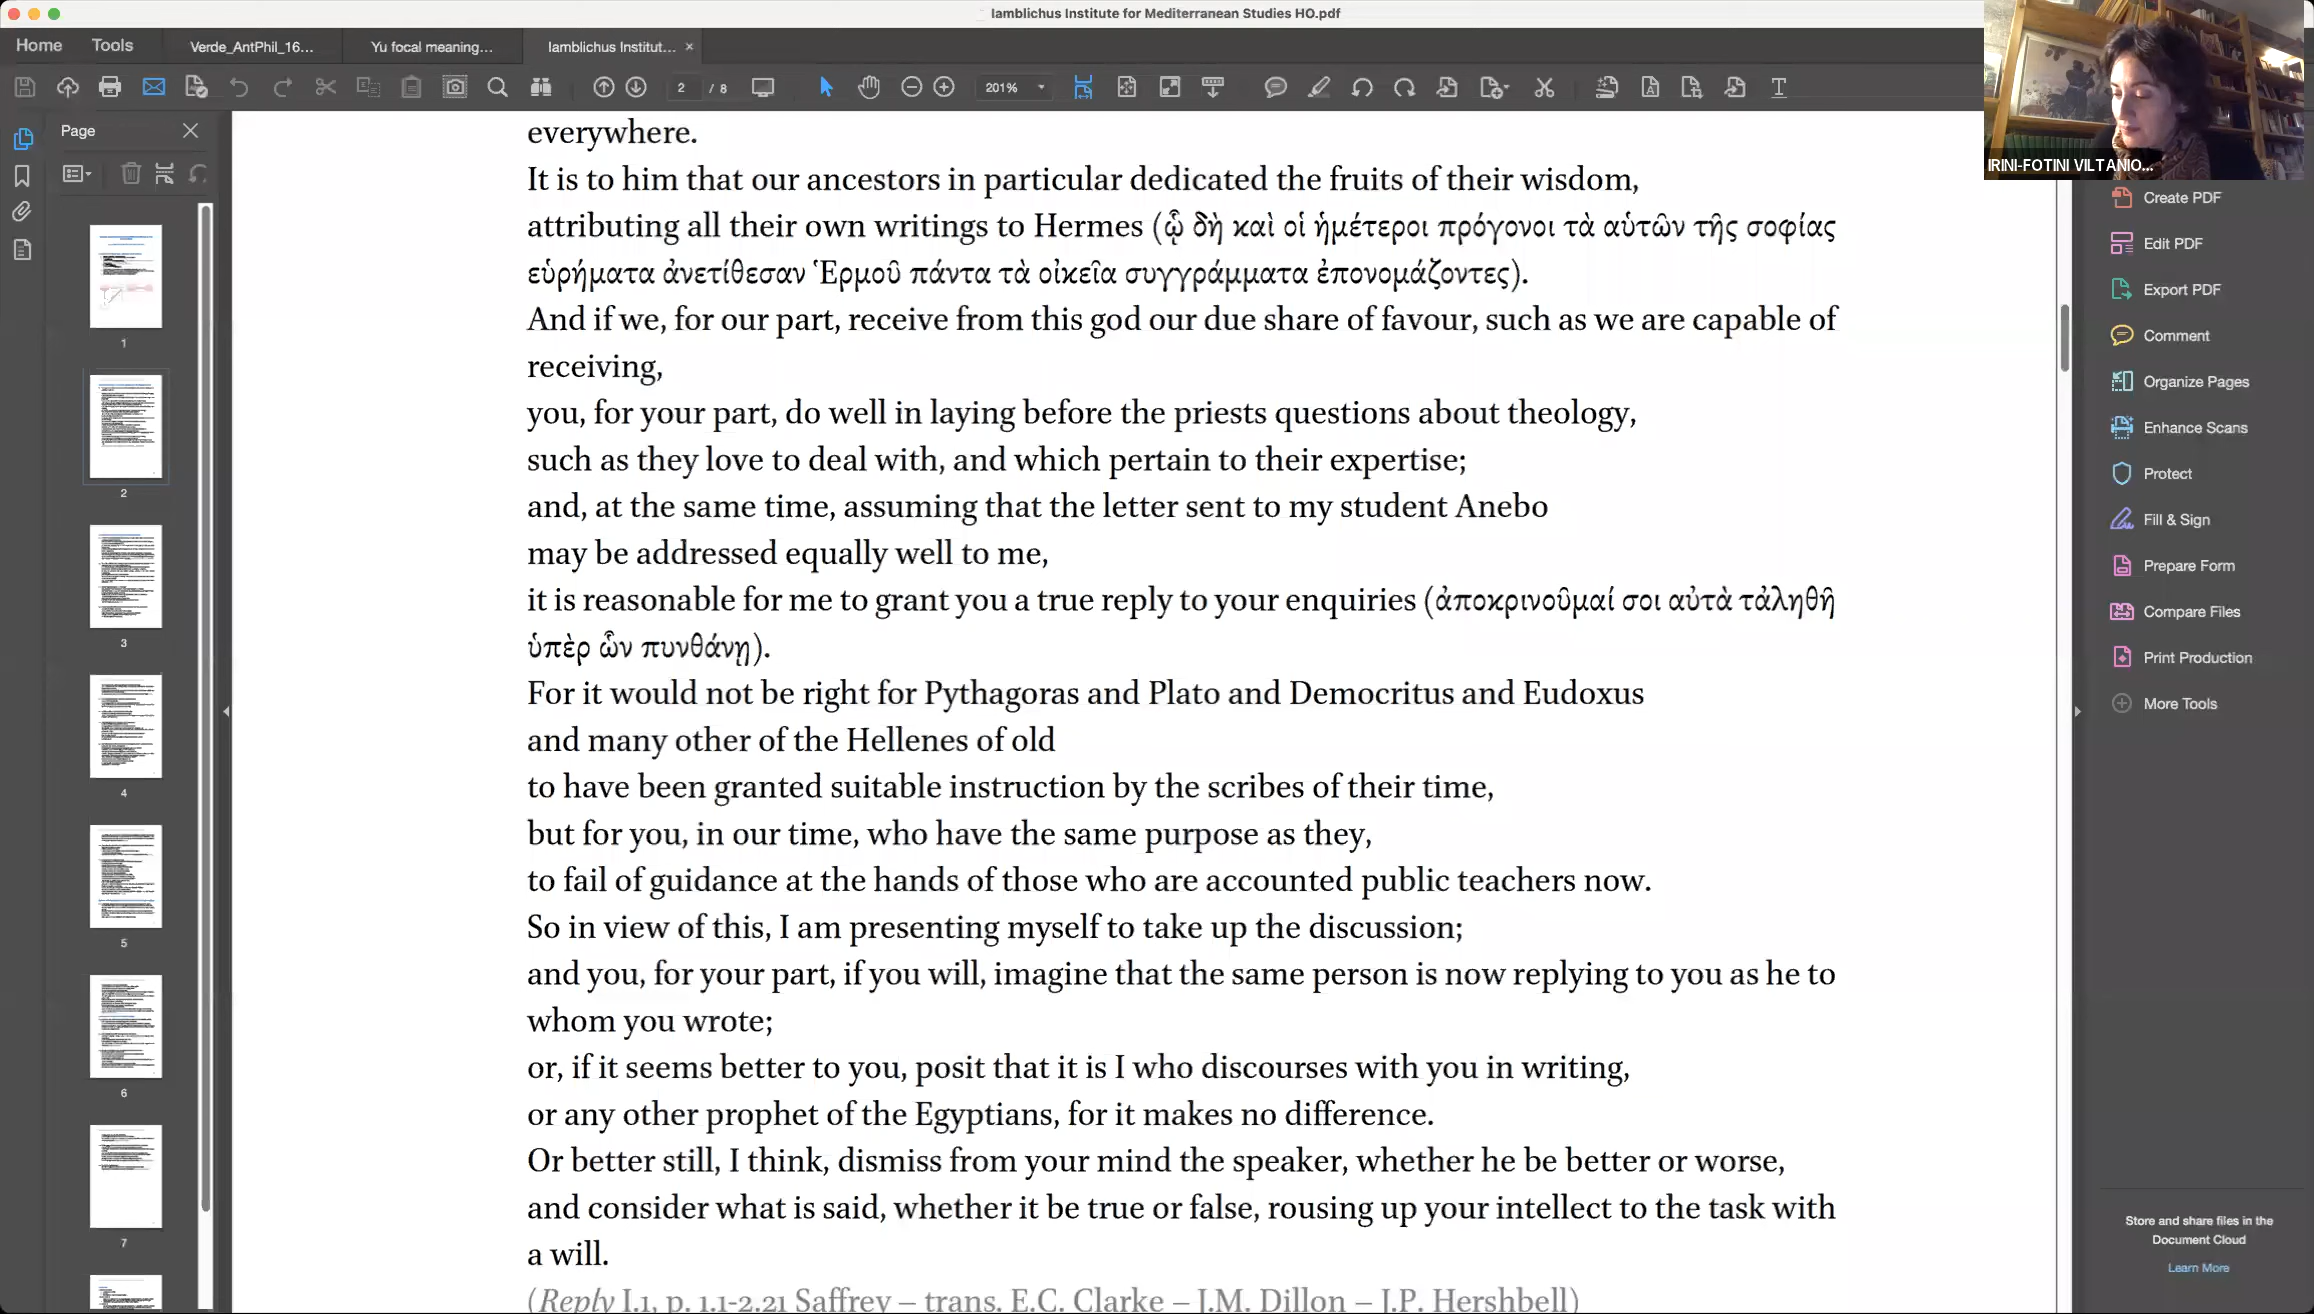 Iamblichus Institute for Mediterranean Studies HO.pdf
Home
Tools
Verde_AntPhil_16...
Yu focal meaning...
Iamblichus Institut...
2 / 8
201%
IRINI-FOTINI VILTANIO...
Page
1
2
3
4
5
6
7
everywhere.
It is to him that our ancestors in particular dedicated the fruits of their wisdom,
attributing all their own writings to Hermes (ᾧ δὴ καὶ οἱ ἡμέτεροι πρόγονοι τὰ αὑτῶν τῆς σοφίας
εὑρήματα ἀνετίθεσαν Ἑρμοῦ πάντα τὰ οἰκεῖα συγγράμματα ἐπονομάζοντες).
And if we, for our part, receive from this god our due share of favour, such as we are capable of
receiving,
you, for your part, do well in laying before the priests questions about theology,
such as they love to deal with, and which pertain to their expertise;
and, at the same time, assuming that the letter sent to my student Anebo
may be addressed equally well to me,
it is reasonable for me to grant you a true reply to your enquiries (ἀποκρινοῦμαί σοι αὐτὰ τἀληθῆ
ὑπὲρ ὧν πυνθάνῃ).
For it would not be right for Pythagoras and Plato and Democritus and Eudoxus
and many other of the Hellenes of old
to have been granted suitable instruction by the scribes of their time,
but for you, in our time, who have the same purpose as they,
to fail of guidance at the hands of those who are accounted public teachers now.
So in view of this, I am presenting myself to take up the discussion;
and you, for your part, if you will, imagine that the same person is now replying to you as he to
whom you wrote;
or, if it seems better to you, posit that it is I who discourses with you in writing,
or any other prophet of the Egyptians, for it makes no difference.
Or better still, I think, dismiss from your mind the speaker, whether he be better or worse,
and consider what is said, whether it be true or false, rousing up your intellect to the task with
a will.
(Reply I.1, p. 1.1-2.21 Saffrey – trans. E.C. Clarke – J.M. Dillon – J.P. Hershbell)
Create PDF
Edit PDF
Export PDF
Comment
Organize Pages
Enhance Scans
Protect
Fill & Sign
Prepare Form
Compare Files
Print Production
More Tools
Store and share files in the
Document Cloud
Learn More